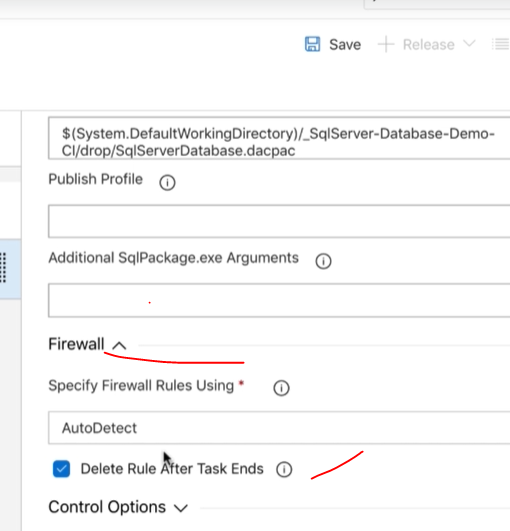 Save
Release
$(System.DefaultWorkingDirectory)/_SqlServer-Database-Demo-
CI/drop/SqlServerDatabase.dacpac
Publish Profile
Additional SqlPackage.exe Arguments
Firewall
Specify Firewall Rules Using *
AutoDetect
Delete Rule After Task Ends
Control Options